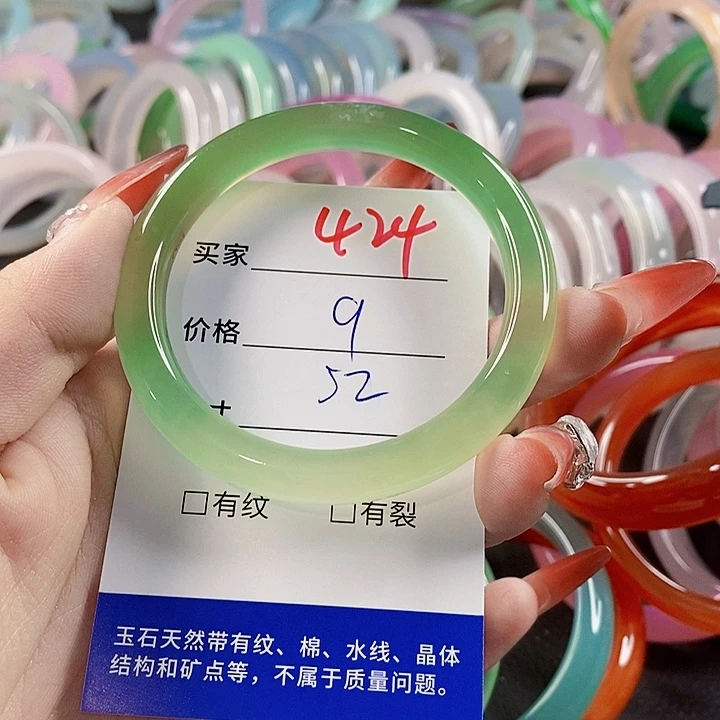 买家 424
价格 9
52
□有纹 □有裂
玉石天然带有纹、棉、水线、晶体
结构和矿点等，不属于质量问题。